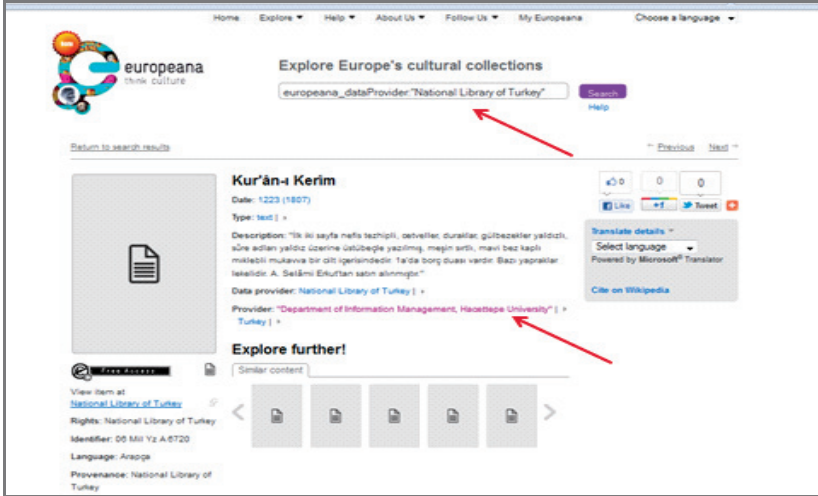 Home Explore ▼ Help ▼ About Us ▼ Follow Us ▼ My Europeana Choose a language
europeana
think culture
Explore Europe's cultural collections
europeana_dataProvider:"National Library of Turkey"
Search
Help
Return to search results
Previous Next
Kur'ân-ı Kerim
Date: 1223 (1807)
Type: text |
Description: "İlk iki sayfa nefis tezhipli, cetveller, duraklar, gülbezekler yaldızlı,
sûre adları yaldız üzerine üstübeçle yazılmış, meşin sırtlı, mavi bez kaplı
miklebli mukavva bir cilt içerisindedir. 1a'da borç duası vardır. Bazı yapraklar
lekelidir. A. Selâmi Erkut'tan satın alınmıştır."
Data provider: National Library of Turkey |
Provider: "Department of Information Management, Hacettepe University" |
Turkey |
0 0 0
Like +1 Tweet
Translate details
Select language
Powered by Microsoft® Translator
Cite on Wikipedia
Explore further!
Similar content
Free Access
View item at
National Library of Turkey
Rights: National Library of Turkey
Identifier: 06 Mil Yz A 6720
Language: Arapça
Provenance: National Library of
Turkey